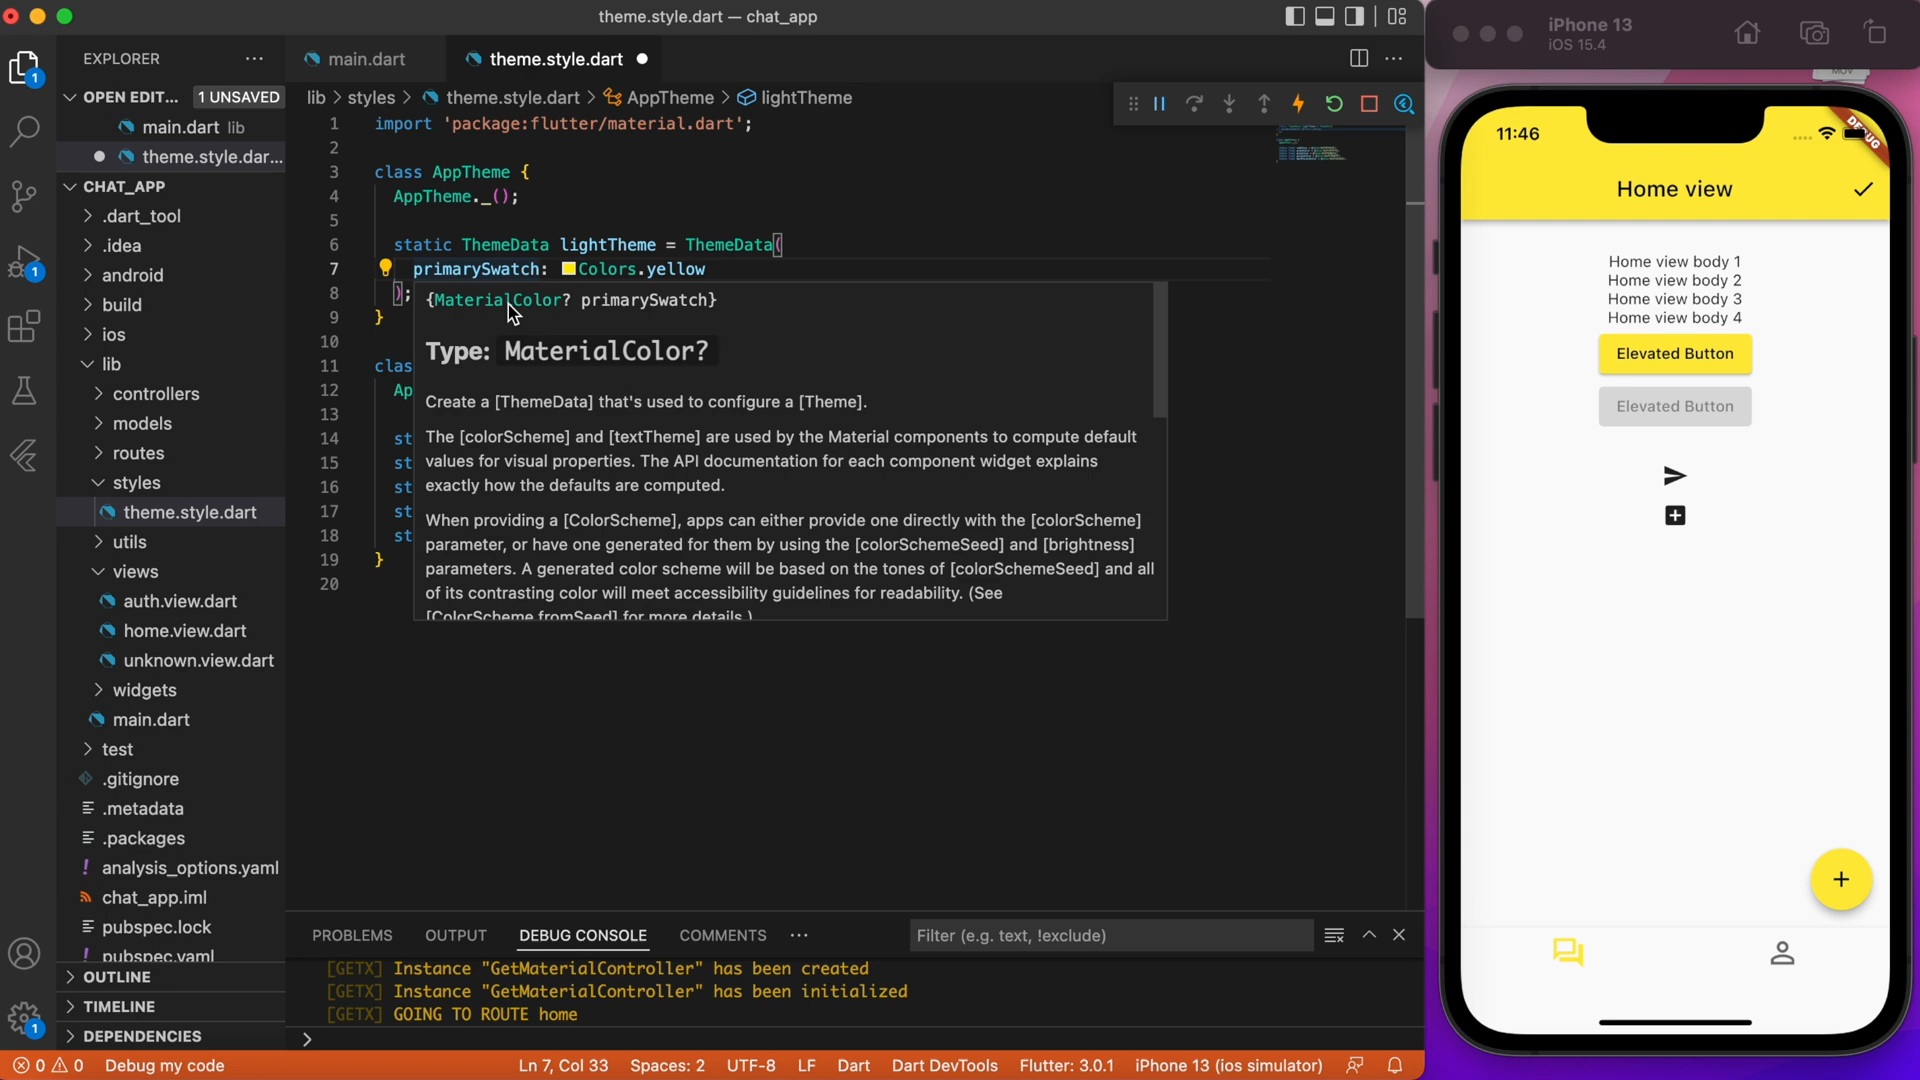 theme.style.dart — chat_app
iPhone 13
iOS 15.4
EXPLORER
main.dart
theme.style.dart
OPEN EDIT... 1 UNSAVED
main.dart lib
theme.style.dar...
CHAT_APP
.dart_tool
.idea
android
build
ios
lib
controllers
models
routes
styles
theme.style.dart
utils
views
auth.view.dart
home.view.dart
unknown.view.dart
widgets
main.dart
test
.gitignore
.metadata
.packages
analysis_options.yaml
chat_app.iml
pubspec.lock
pubspec.yaml
OUTLINE
TIMELINE
DEPENDENCIES
1
1
1
lib > styles > theme.style.dart > AppTheme > lightTheme
1 import 'package:flutter/material.dart';
2
3 class AppTheme {
4 AppTheme._();
5
6 static ThemeData lightTheme = ThemeData(
7 primarySwatch: Colors.yellow
8 );
9 }
10
11 clas
12 Ap
13
14 st
15 st
16 st
17 st
18 st
19 }
20
{MaterialColor? primarySwatch}
Type: MaterialColor?
Create a [ThemeData] that's used to configure a [Theme].
The [colorScheme] and [textTheme] are used by the Material components to compute default
values for visual properties. The API documentation for each component widget explains
exactly how the defaults are computed.
When providing a [ColorScheme], apps can either provide one directly with the [colorScheme]
parameter, or have one generated for them by using the [colorSchemeSeed] and [brightness]
parameters. A generated color scheme will be based on the tones of [colorSchemeSeed] and all
of its contrasting color will meet accessibility guidelines for readability. (See
[ColorScheme.fromSeed] for more details.)
PROBLEMS OUTPUT DEBUG CONSOLE COMMENTS ...
Filter (e.g. text, !exclude)
[GETX] Instance "GetMaterialController" has been created
[GETX] Instance "GetMaterialController" has been initialized
[GETX] GOING TO ROUTE home
0 0 Debug my code
Ln 7, Col 33 Spaces: 2 UTF-8 LF Dart Dart DevTools Flutter: 3.0.1 iPhone 13 (ios simulator)
MOV
11:46
DEBUG
Home view
Home view body 1
Home view body 2
Home view body 3
Home view body 4
Elevated Button
Elevated Button